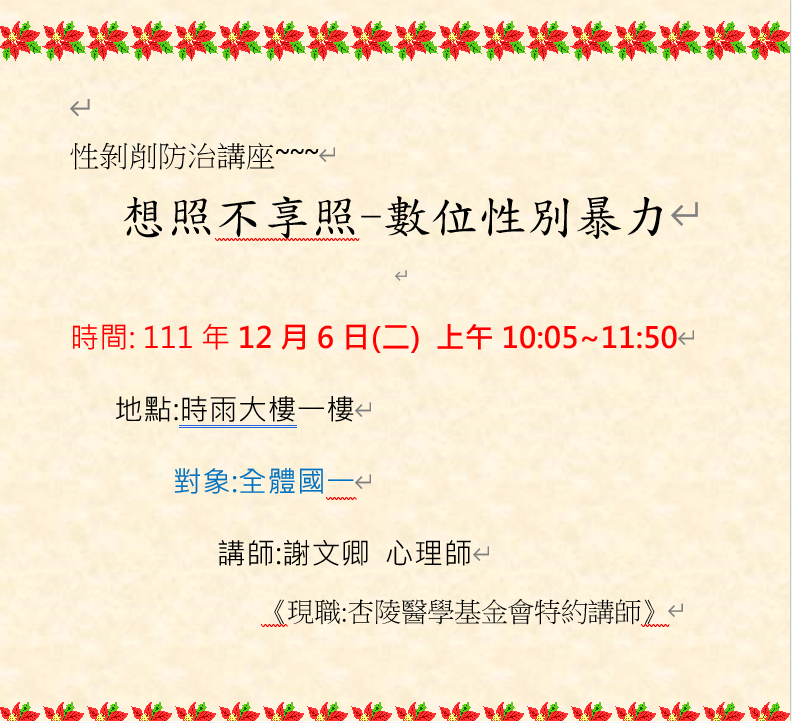 性剝削防治講座~~~
想照不享照-數位性別暴力
時間: 111 年 12 月 6 日(二) 上午 10:05~11:50
地點:時雨大樓一樓
對象:全體國一
講師:謝文卿 心理師
《現職:杏陵醫學基金會特約講師》